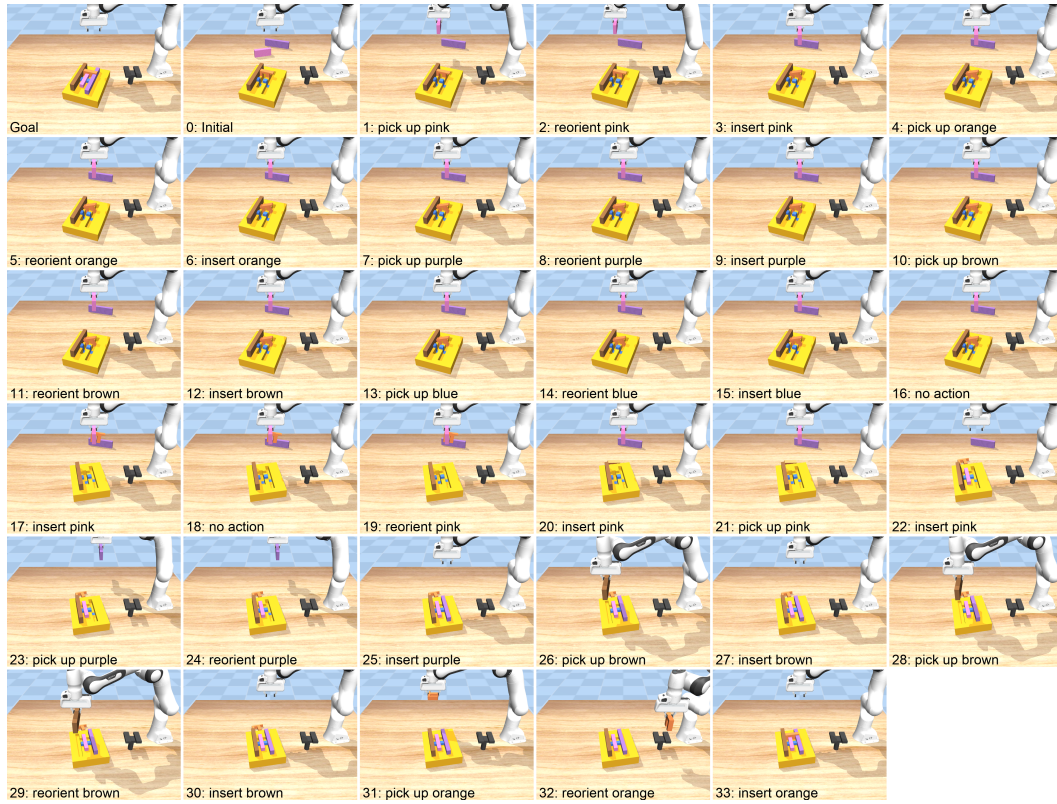 Goal
0: Initial
1: pick up pink
2: reorient pink
3: insert pink
4: pick up orange
5: reorient orange
6: insert orange
7: pick up purple
8: reorient purple
9: insert purple
10: pick up brown
11: reorient brown
12: insert brown
13: pick up blue
14: reorient blue
15: insert blue
16: no action
17: insert pink
18: no action
19: reorient pink
20: insert pink
21: pick up pink
22: insert pink
23: pick up purple
24: reorient purple
25: insert purple
26: pick up brown
27: insert brown
28: pick up brown
29: reorient brown
30: insert brown
31: pick up orange
32: reorient orange
33: insert orange